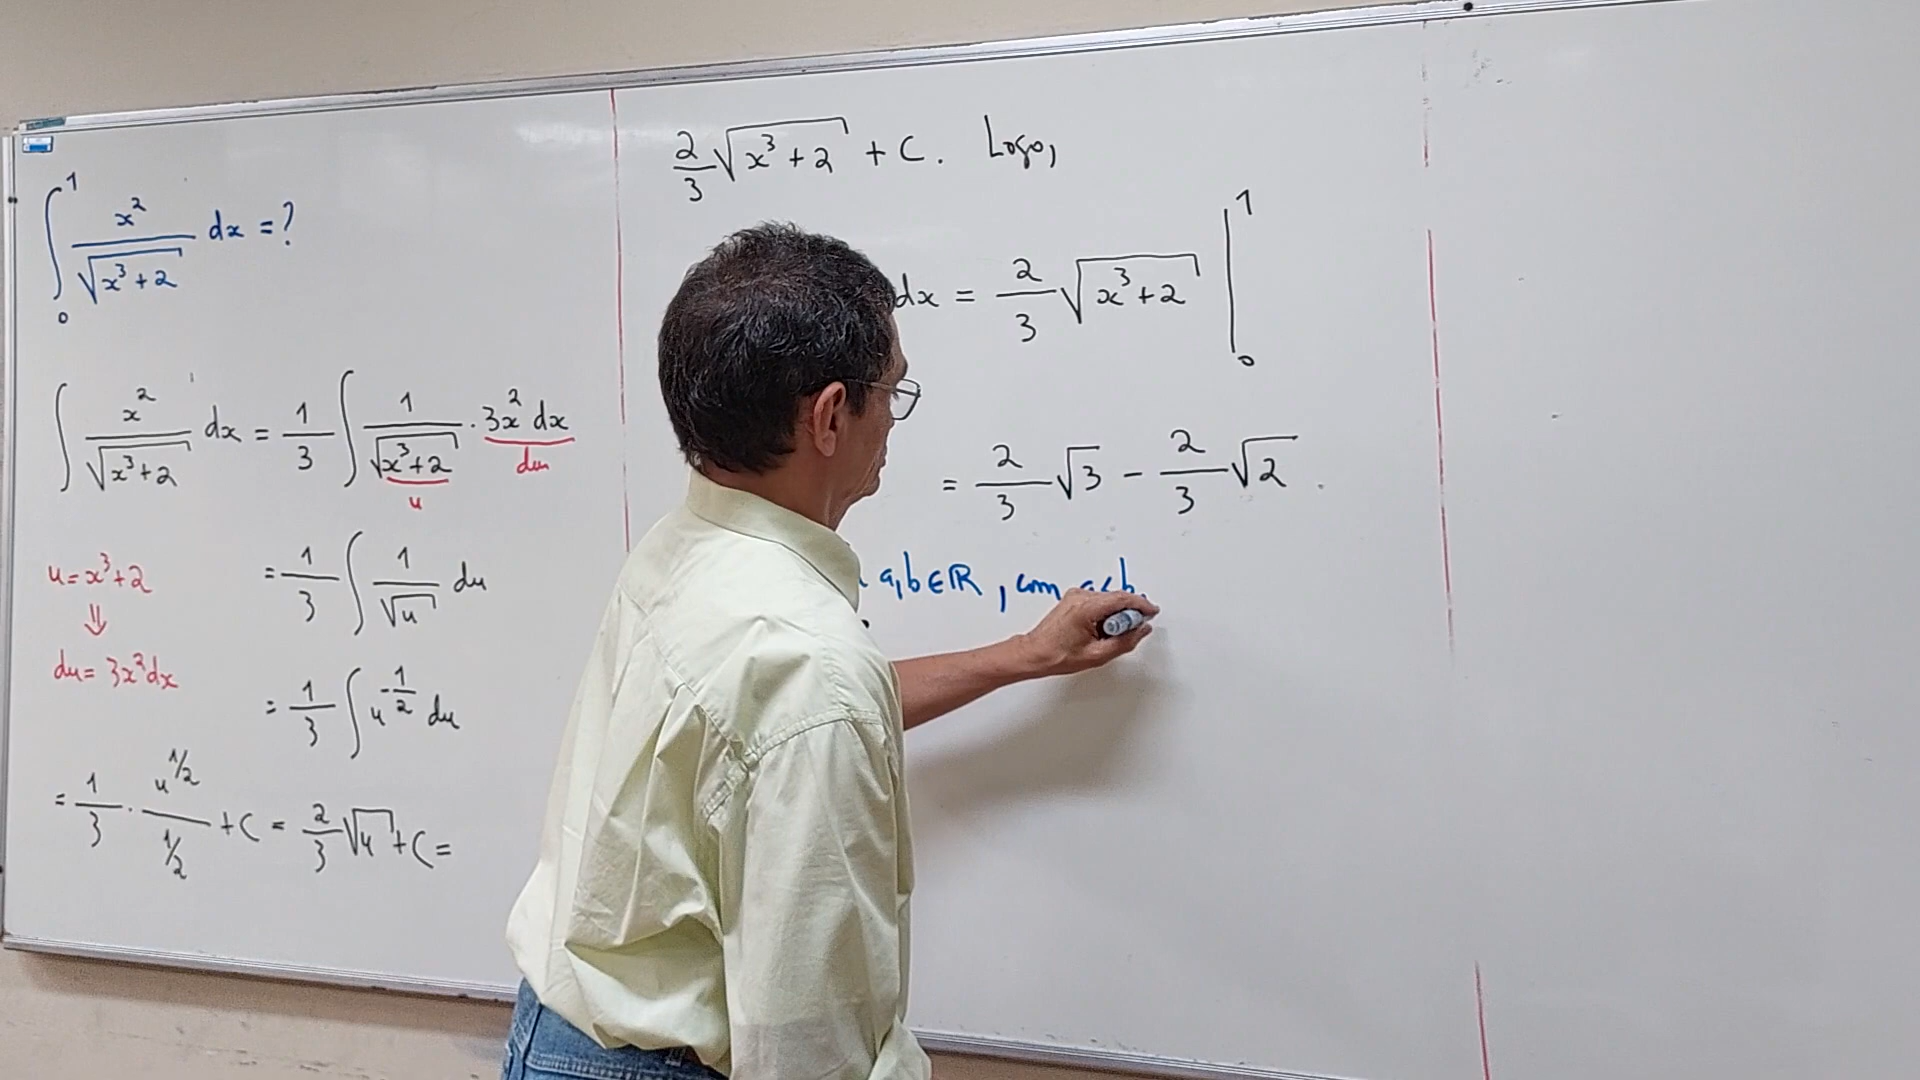 ∫₀¹ x²/√(x³+2) dx = ?
∫ x²/√(x³+2) dx = 1/3 ∫ 1/√(x³+2) · 3x² dx
u du
u = x³+2
⇓
du = 3x²dx
= 1/3 ∫ 1/√u du
= 1/3 ∫ u^(-1/2) du
= 1/3 · u^(1/2)/(1/2) + C = 2/3 √u + C =
2/3 √(x³+2) + C. Logo,
dx = 2/3 √(x³+2) |₀¹
= 2/3 √3 − 2/3 √2 .
a,b ∈ ℝ, com a < b